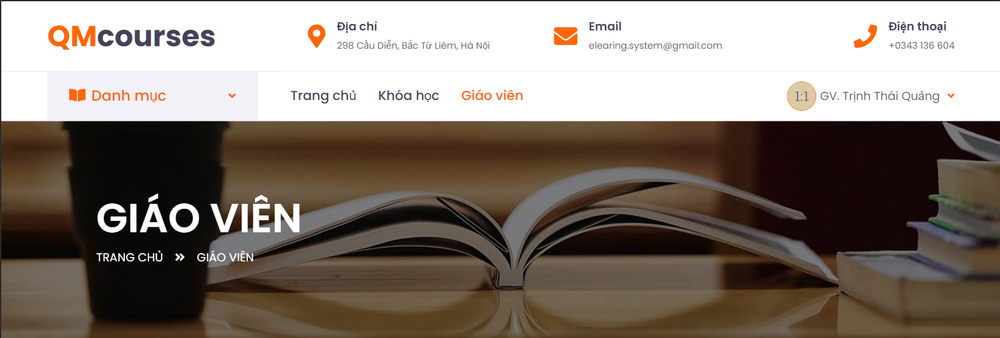 QMcourses
Địa chỉ
298 Cầu Diễn, Bắc Từ Liêm, Hà Nội
Email
elearing.system@gmail.com
Điện thoại
+0343 136 604
Danh mục
Trang chủ
Khóa học
Giáo viên
1:1
GV. Trịnh Thái Quảng
GIÁO VIÊN
TRANG CHỦ » GIÁO VIÊN